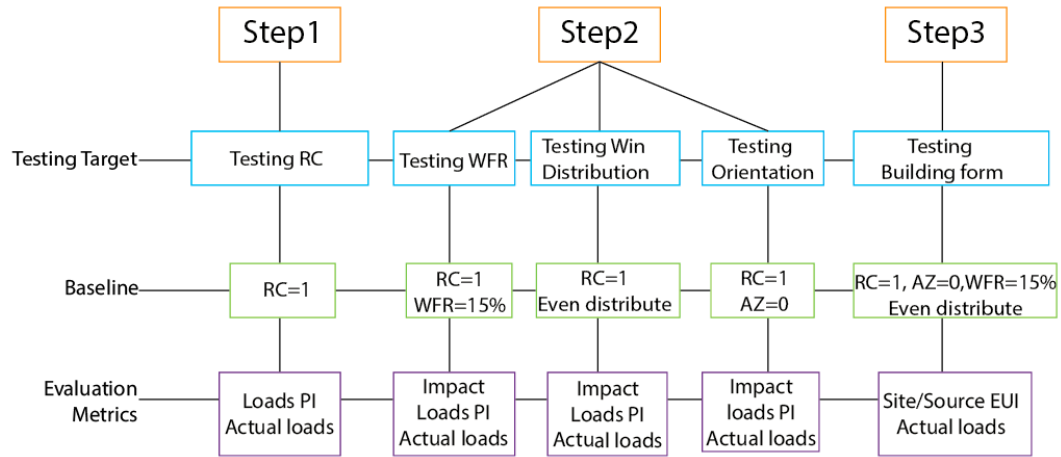 Step1
Step2
Step3
Testing Target
Testing RC
Testing WFR
Testing Win
Distribution
Testing
Orientation
Testing
Building form
Baseline
RC=1
RC=1
WFR=15%
RC=1
Even distribute
RC=1
AZ=0
RC=1, AZ=0,WFR=15%
Even distribute
Evaluation
Metrics
Loads PI
Actual loads
Impact
Loads PI
Actual loads
Impact
Loads PI
Actual loads
Impact
loads PI
Actual loads
Site/Source EUI
Actual loads